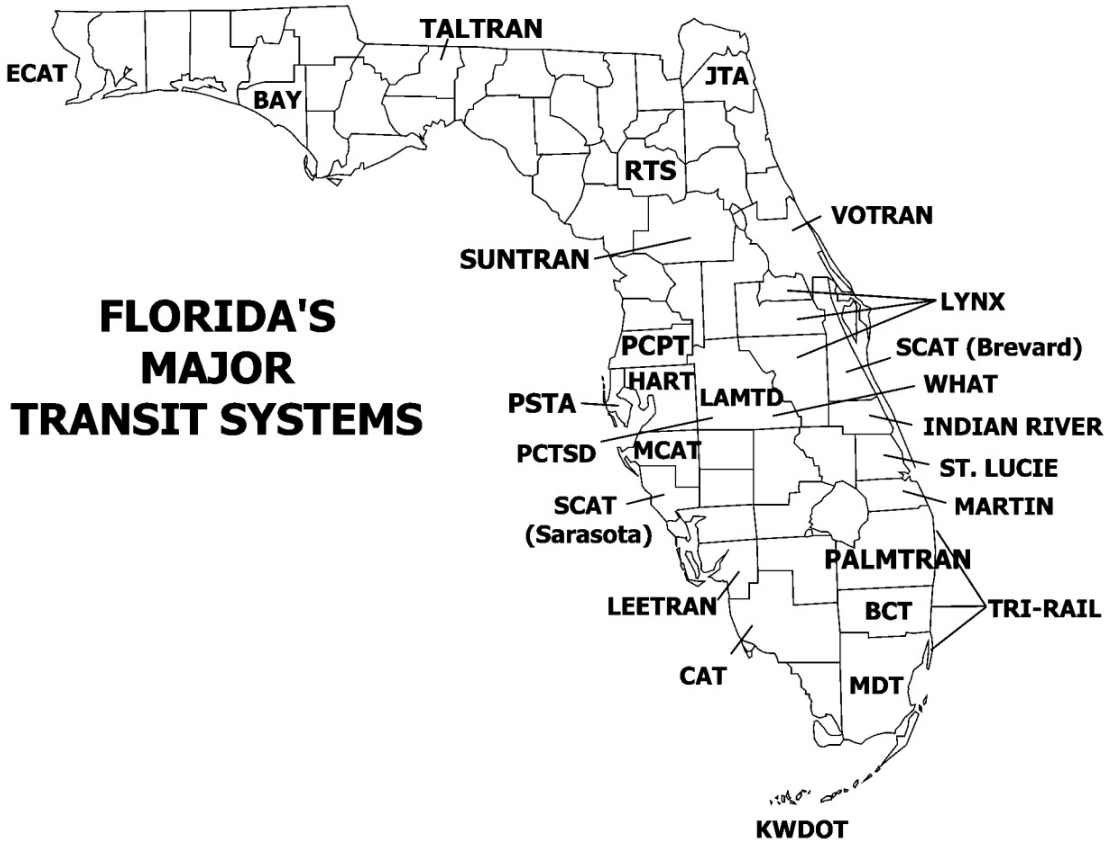 TALTRAN
ECAT
JTA
BAY
RTS
VOTRAN
SUNTRAN
FLORIDA'S
MAJOR
TRANSIT SYSTEMS
LYNX
PCPT
SCAT (Brevard)
HART
WHAT
LAMTD
PSTA
INDIAN RIVER
PCTSD
MCAT
ST. LUCIE
SCAT
(Sarasota)
MARTIN
PALMTRAN
LEETRAN
BCT
TRI-RAIL
CAT
MDT
KWDOT